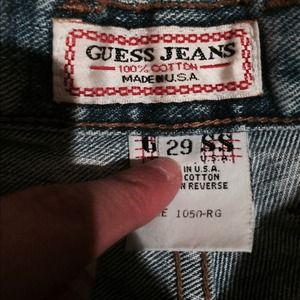 GUESS JEANS
100% COTTON
MADE IN U.S.A.
G 29 SS
U.S.A.
IN U.S.A.
COTTON
REVERSE
1050-RG